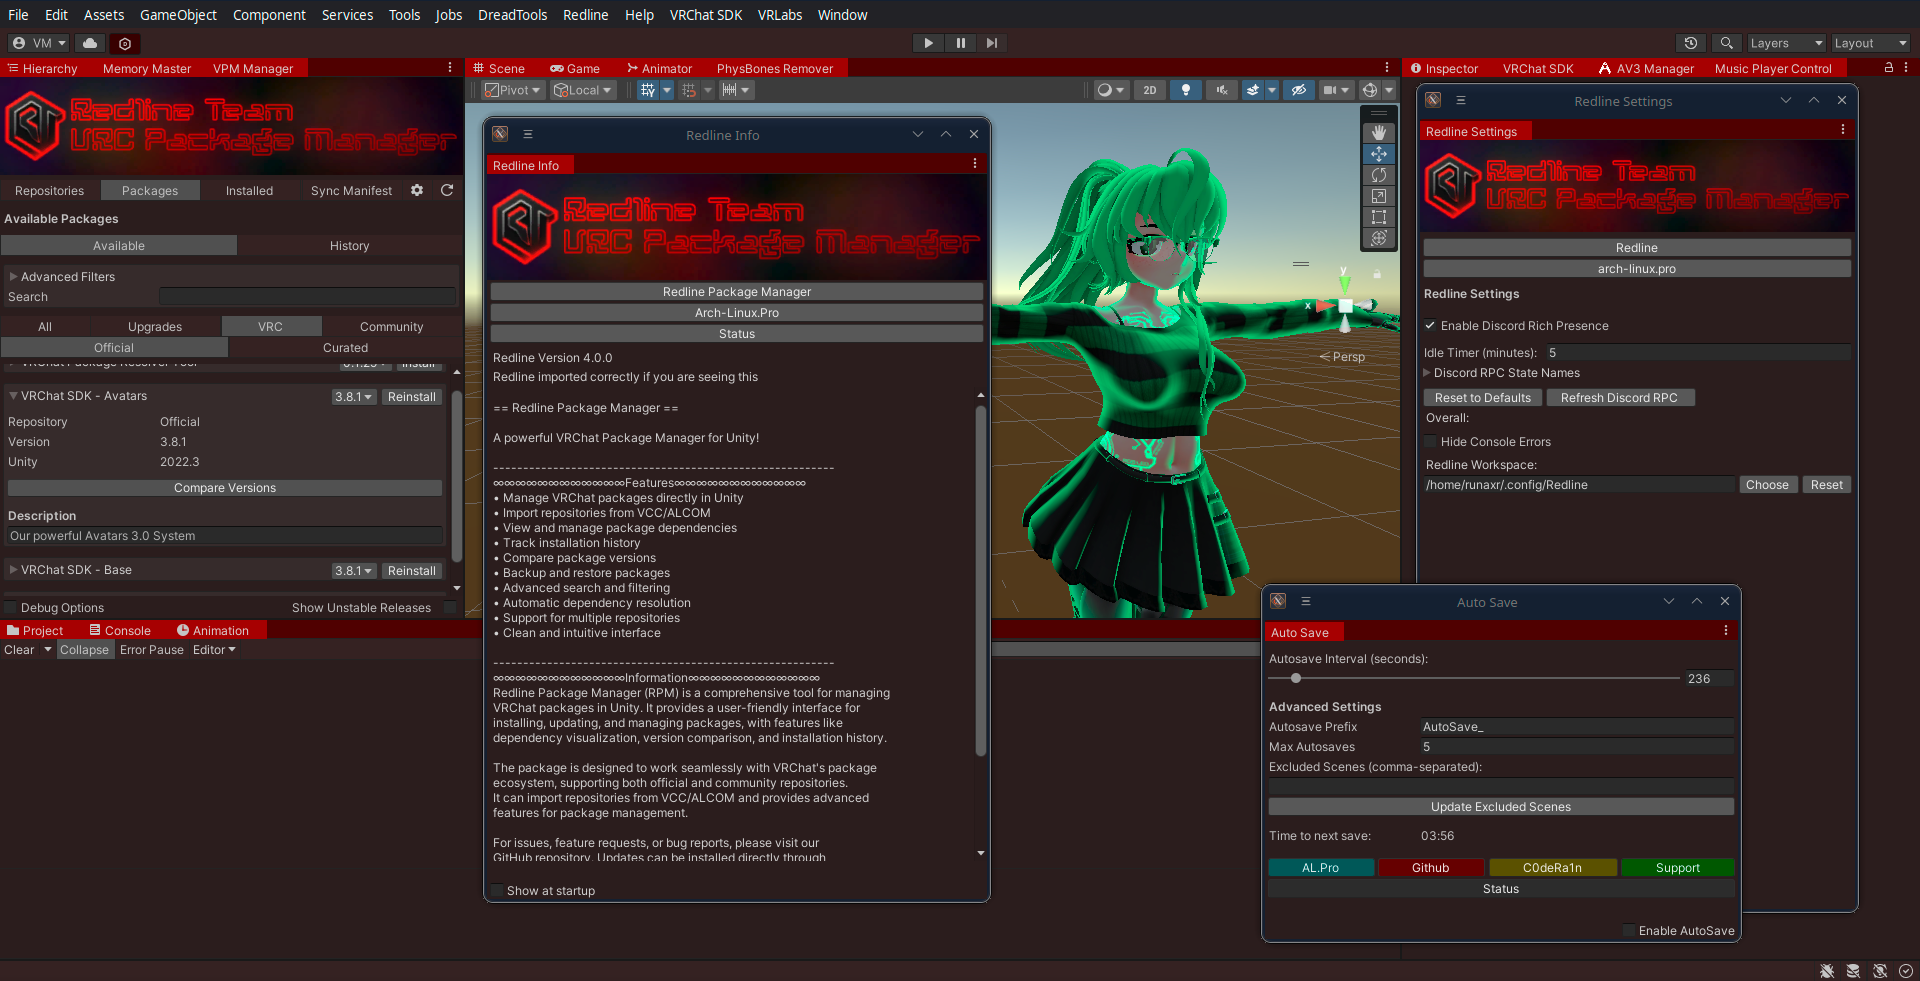 File Edit Assets GameObject Component Services Tools Jobs DreadTools Redline Help VRChat SDK VRLabs Window
VM
Layers Layout
Hierarchy Memory Master VPM Manager
Redline Team
VRC Package Manager
Repositories Packages Installed Sync Manifest
Available Packages
Available History
Advanced Filters
Search
All Upgrades VRC Community
Official Curated
VRChat Package Resolver Tool 0.1.29 Install
VRChat SDK - Avatars 3.8.1 Reinstall
Repository Official
Version 3.8.1
Unity 2022.3
Compare Versions
Description
Our powerful Avatars 3.0 System
VRChat SDK - Base 3.8.1 Reinstall
Debug Options Show Unstable Releases
Project Console Animation
Clear Collapse Error Pause Editor
Scene Game Animator PhysBones Remover
Pivot Local 2D
y
x
Persp
Redline Info
Redline Info
Redline Team
VRC Package Manager
Redline Package Manager
Arch-Linux.Pro
Status
Redline Version 4.0.0
Redline imported correctly if you are seeing this
== Redline Package Manager ==
A powerful VRChat Package Manager for Unity!
---------------------------------------------------------
∞∞∞∞∞∞∞∞∞∞∞∞Features∞∞∞∞∞∞∞∞∞∞∞∞
• Manage VRChat packages directly in Unity
• Import repositories from VCC/ALCOM
• View and manage package dependencies
• Track installation history
• Compare package versions
• Backup and restore packages
• Advanced search and filtering
• Automatic dependency resolution
• Support for multiple repositories
• Clean and intuitive interface
---------------------------------------------------------
∞∞∞∞∞∞∞∞∞∞∞∞Information∞∞∞∞∞∞∞∞∞∞∞∞
Redline Package Manager (RPM) is a comprehensive tool for managing
VRChat packages in Unity. It provides a user-friendly interface for
installing, updating, and managing packages, with features like
dependency visualization, version comparison, and installation history.
The package is designed to work seamlessly with VRChat's package
ecosystem, supporting both official and community repositories.
It can import repositories from VCC/ALCOM and provides advanced
features for package management.
For issues, feature requests, or bug reports, please visit our
GitHub repository. Updates can be installed directly through
Show at startup
Inspector VRChat SDK AV3 Manager Music Player Control
Redline Settings
Redline Settings
Redline Team
VRC Package Manager
Redline
arch-linux.pro
Redline Settings
Enable Discord Rich Presence
Idle Timer (minutes): 5
Discord RPC State Names
Reset to Defaults Refresh Discord RPC
Overall:
Hide Console Errors
Redline Workspace:
/home/runaxr/.config/Redline Choose Reset
Auto Save
Auto Save
Autosave Interval (seconds):
236
Advanced Settings
Autosave Prefix AutoSave_
Max Autosaves 5
Excluded Scenes (comma-separated):
Update Excluded Scenes
Time to next save: 03:56
AL.Pro Github C0deRa1n Support
Status
Enable AutoSave